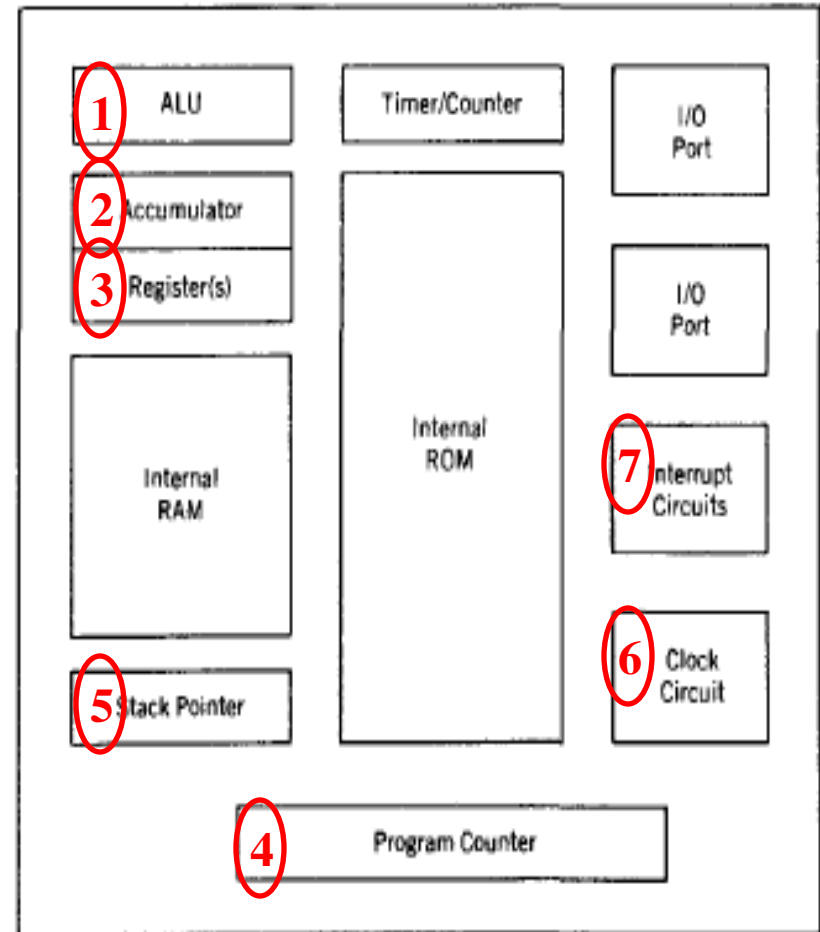 1 ALU
2 Accumulator
3 Register(s)
Internal
RAM
5 Stack Pointer
Timer/Counter
Internal
ROM
I/O
Port
I/O
Port
7 Interrupt
Circuits
6 Clock
Circuit
4 Program Counter